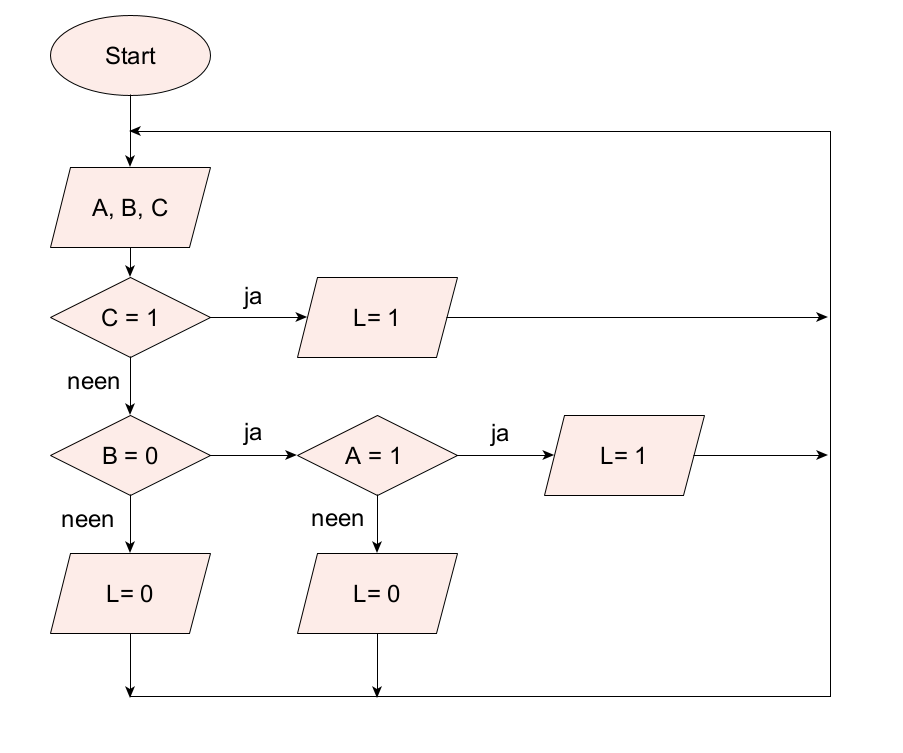 Start
A, B, C
C = 1
ja
L= 1
neen
B = 0
ja
A = 1
ja
L= 1
neen
neen
L= 0
L= 0